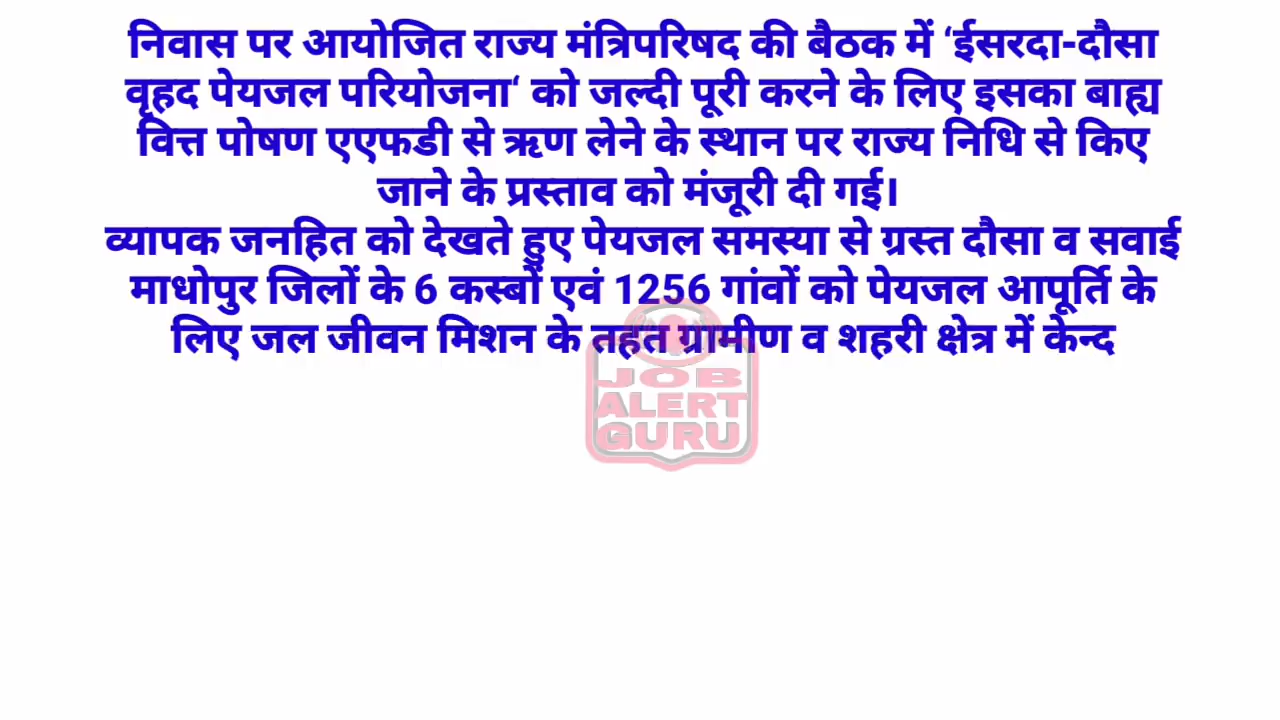 निवास पर आयोजित राज्य मंत्रिपरिषद की बैठक में ‘ईसरदा-दौसा
वृहद पेयजल परियोजना‘ को जल्दी पूरी करने के लिए इसका बाह्य
वित्त पोषण एएफडी से ऋण लेने के स्थान पर राज्य निधि से किए
जाने के प्रस्ताव को मंजूरी दी गई।
व्यापक जनहित को देखते हुए पेयजल समस्या से ग्रस्त दौसा व सवाई
माधोपुर जिलों के 6 कस्बों एवं 1256 गांवों को पेयजल आपूर्ति के
लिए जल जीवन मिशन के तहत ग्रामीण व शहरी क्षेत्र में केन्द
JOB
ALERT
GURU